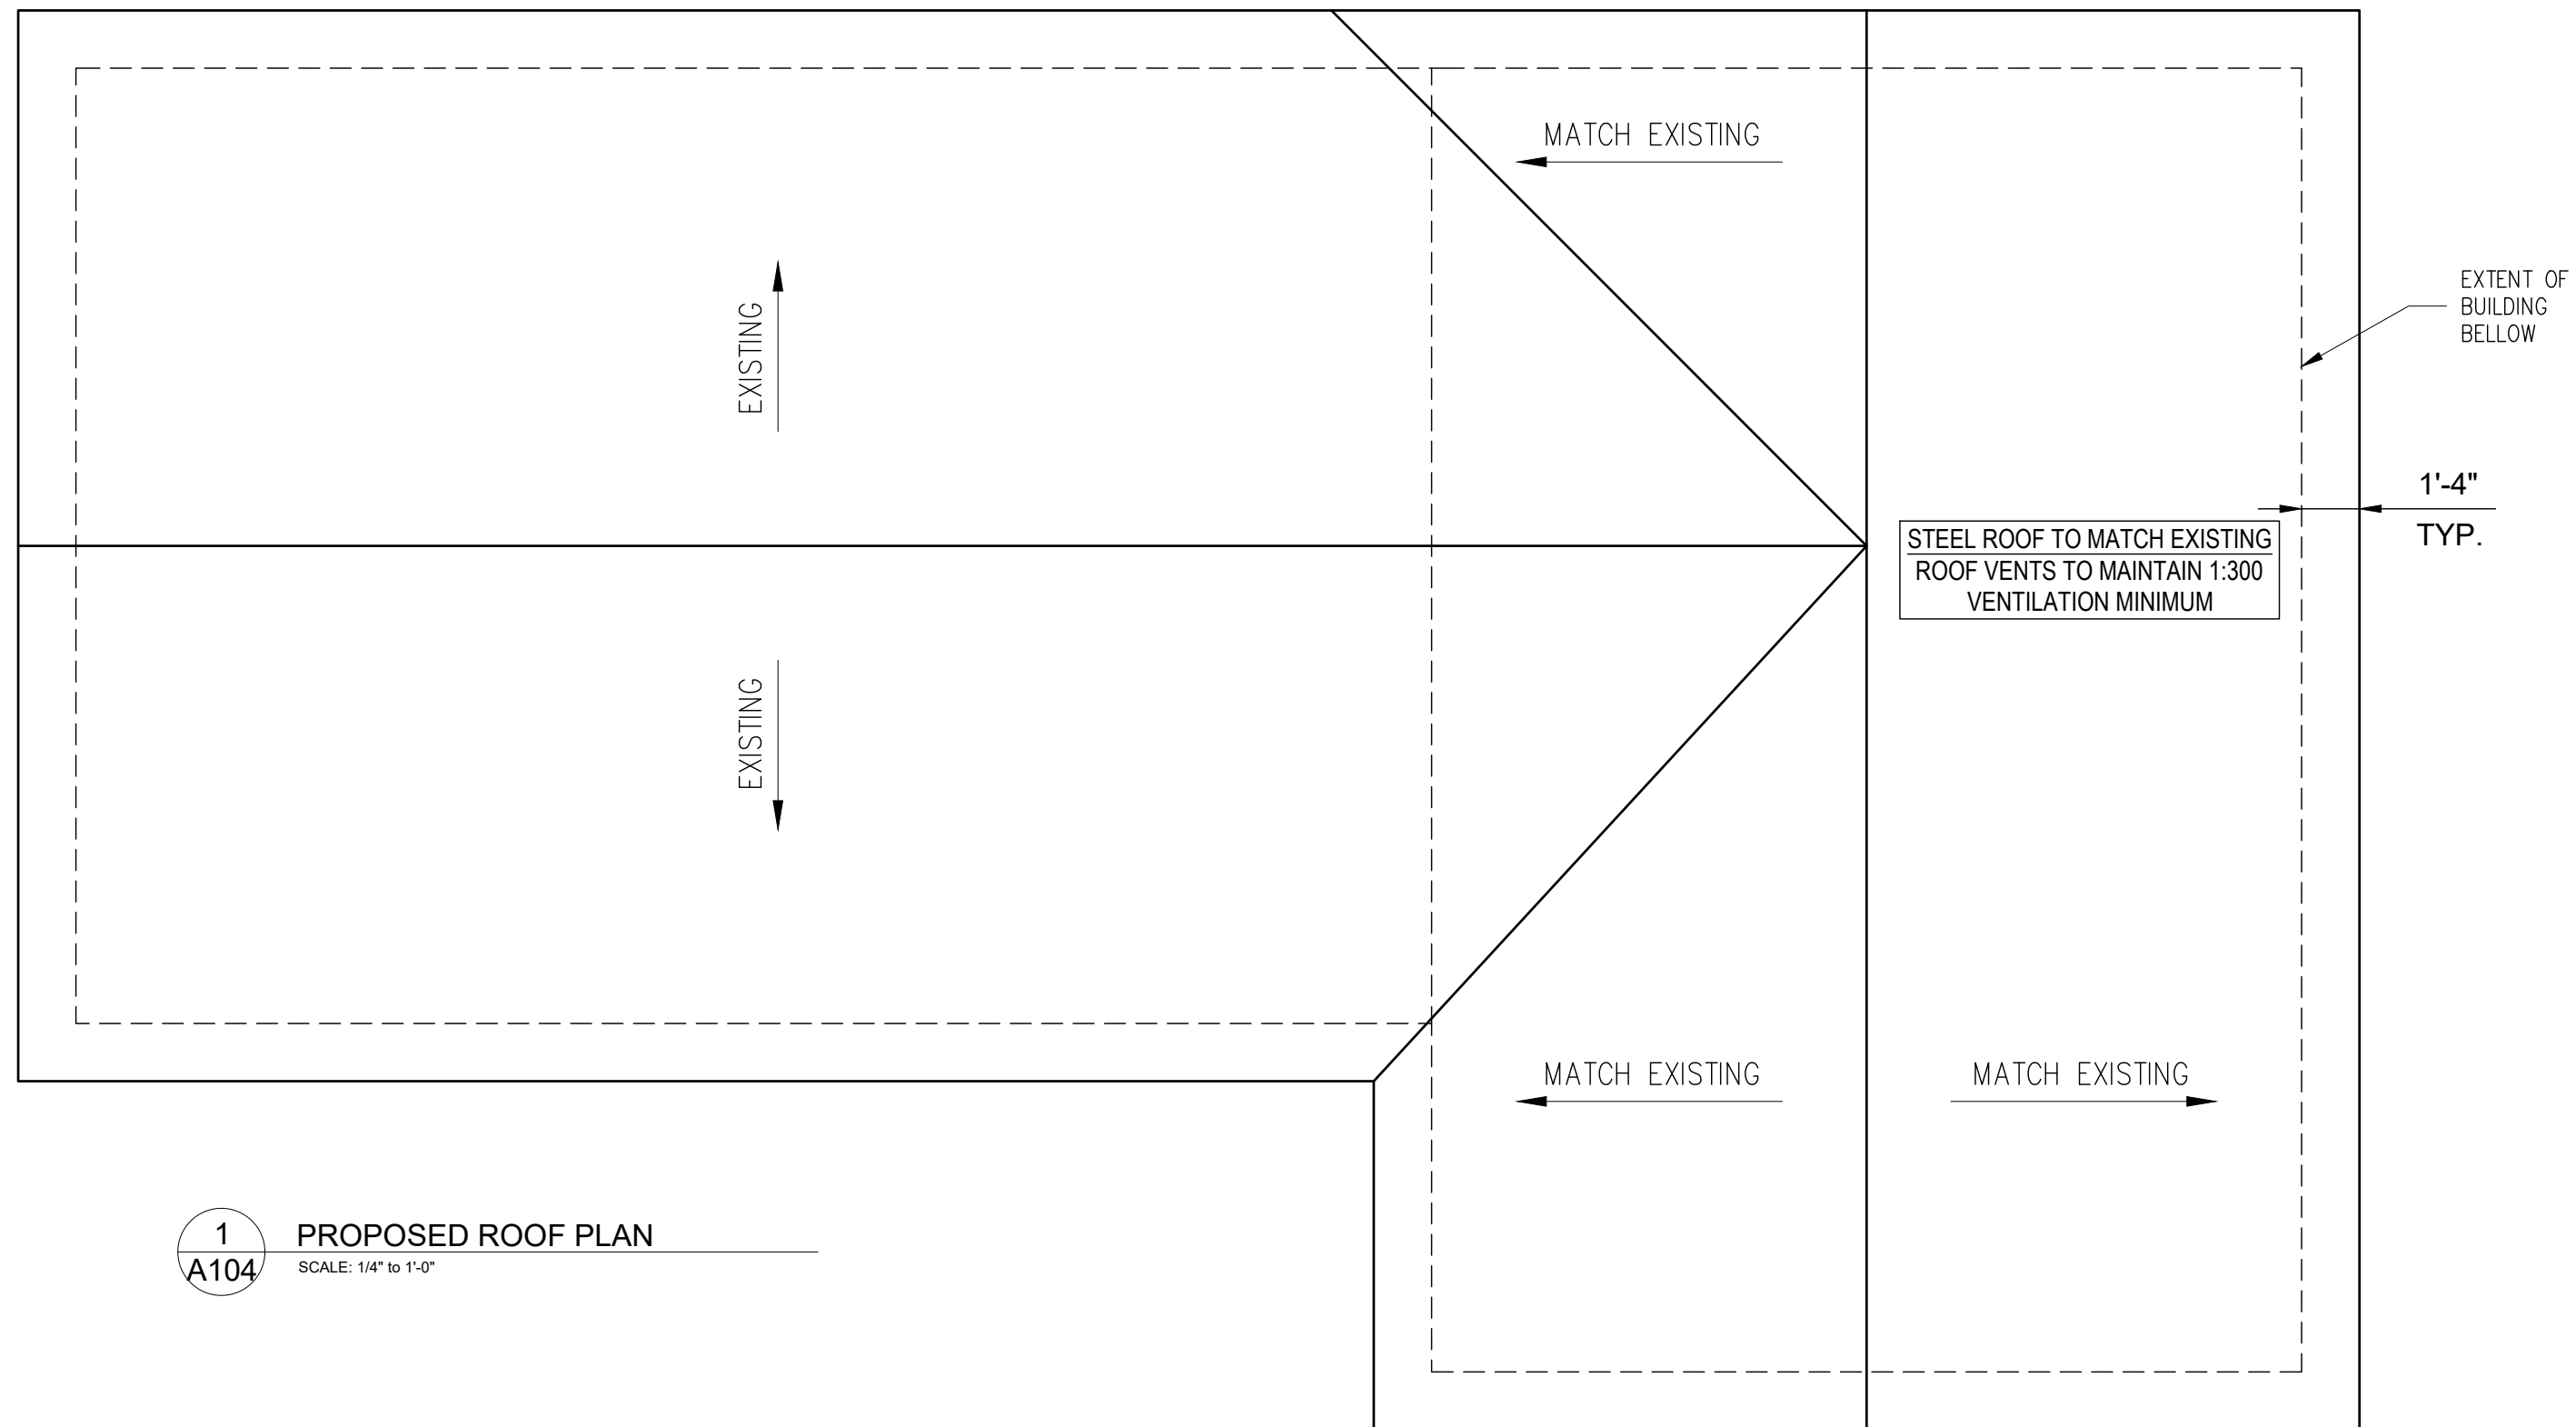 MATCH EXISTING
EXISTING
EXTENT OF
BUILDING
BELLOW
1'-4"
TYP.
STEEL ROOF TO MATCH EXISTING
ROOF VENTS TO MAINTAIN 1:300
VENTILATION MINIMUM
EXISTING
MATCH EXISTING
MATCH EXISTING
1
A104
PROPOSED ROOF PLAN
SCALE: 1/4" to 1'-0"